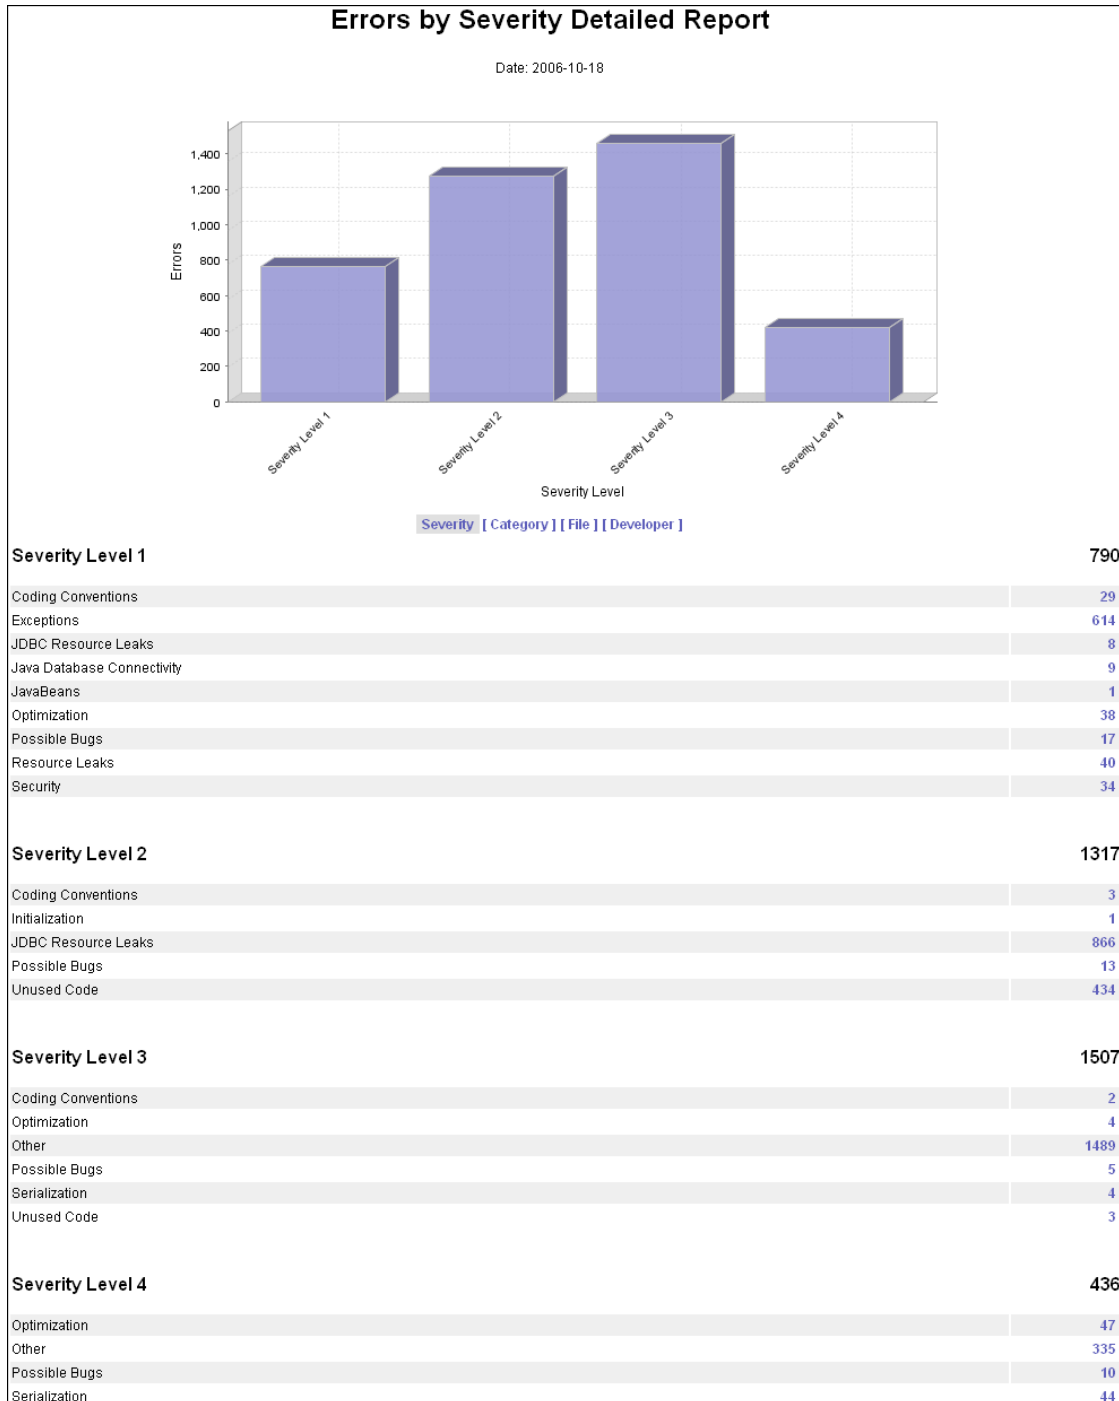 Errors by Severity Detailed Report
Date: 2006-10-18
1,400
1,200
1,000
800
600
400
200
0
Errors
Severity Level 1
Severity Level 2
Severity Level 3
Severity Level 4
Severity Level
Severity [ Category ] [ File ] [ Developer ]
Severity Level 1 790
Coding Conventions 29
Exceptions 614
JDBC Resource Leaks 8
Java Database Connectivity 9
JavaBeans 1
Optimization 38
Possible Bugs 17
Resource Leaks 40
Security 34
Severity Level 2 1317
Coding Conventions 3
Initialization 1
JDBC Resource Leaks 866
Possible Bugs 13
Unused Code 434
Severity Level 3 1507
Coding Conventions 2
Optimization 4
Other 1489
Possible Bugs 5
Serialization 4
Unused Code 3
Severity Level 4 436
Optimization 47
Other 335
Possible Bugs 10
Serialization 44